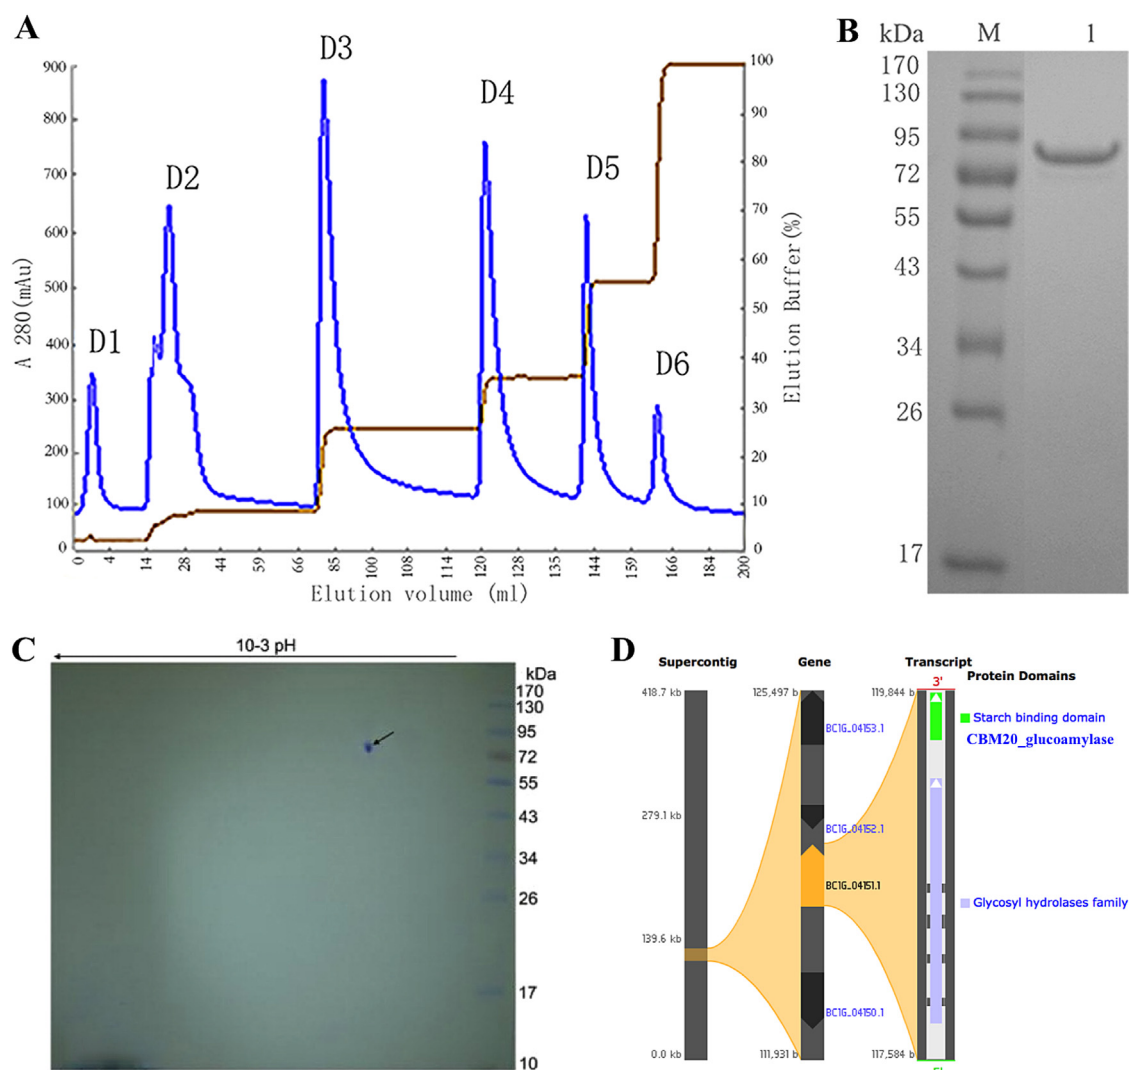 A
D1
D2
D3
D4
D5
D6
A 280(mAu)
900
800
700
600
500
400
300
200
100
0
100
90
80
70
60
50
40
30
20
10
0
Elution Buffer(%)
0 4 14 28 44 59 66 85 100 108 114 120 128 135 144 159 166 184 200
Elution volume (ml)
B
kDa M 1
170
130
95
72
55
43
34
26
17
C
10-3 pH
kDa
170
130
95
72
55
43
34
26
17
10
D
Supercontig Gene Transcript
Protein Domains
418.7 kb
279.1 kb
139.6 kb
0.0 kb
125,497 b
111,931 b
BC1G_04153.1
BC1G_04152.1
BC1G_04151.1
BC1G_04150.1
119,844 b
117,584 b
3'
Starch binding domain
CBM20_glucoamylase
Glycosyl hydrolases family